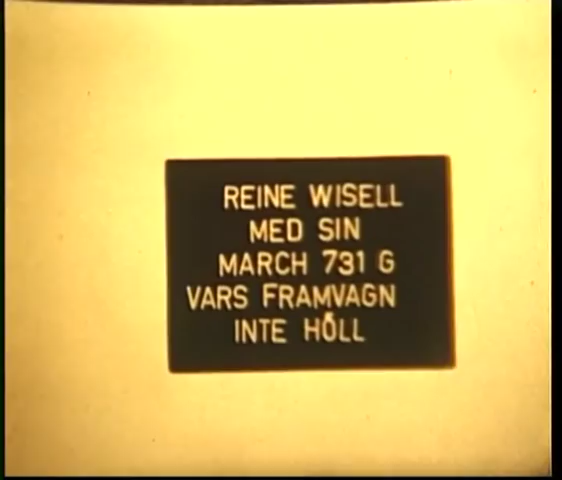 REINE WISELL
MED SIN
MARCH 731 G
VARS FRAMVAGN
INTE HÖLL